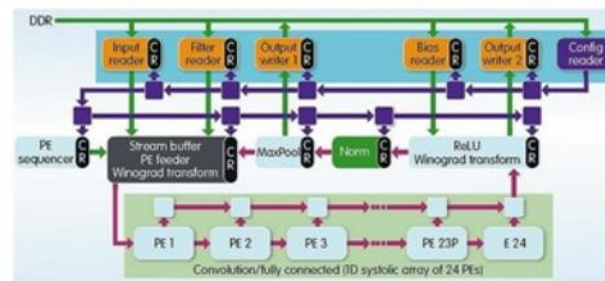 DDR
Input
reader
CR
Filter
reader
CR
Output
writer 1
CR
Bias
reader
CR
Output
writer 2
CR
Config
reader
PE
sequencer
CR
Stream buffer
PE feeder
Winograd transform
CR
MaxPool
CR
Norm
CR
ReLU
Winograd transform
CR
PE 1
PE 2
PE 3
PE 23P
E 24
Convolution/fully connected (1D systolic array of 24 PEs)